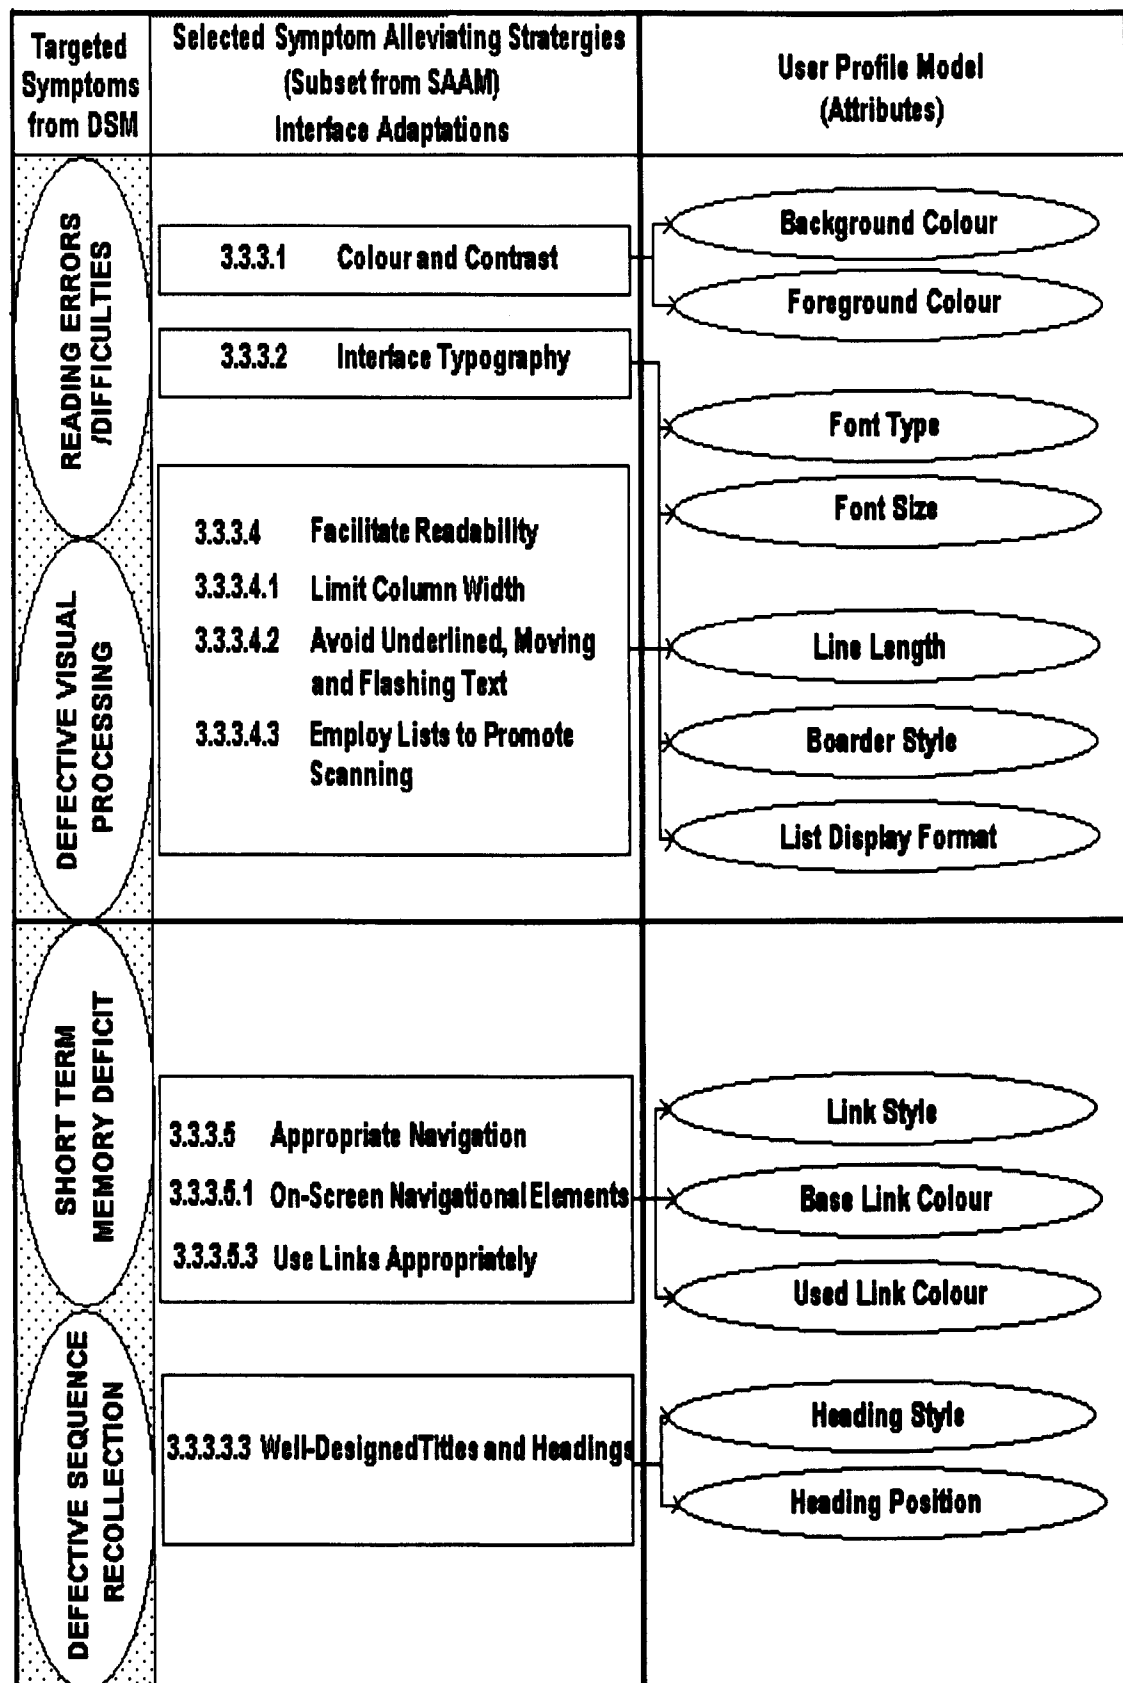 Targeted
Symptoms
from DSM
Selected Symptom Alleviating Stratergies
(Subset from SAAM)
Interface Adaptations
User Profile Model
(Attributes)
READING ERRORS
/DIFFICULTIES
3.3.3.1 Colour and Contrast
Background Colour
Foreground Colour
3.3.3.2 Interface Typography
Font Type
Font Size
DEFECTIVE VISUAL
PROCESSING
3.3.3.4 Facilitate Readability
3.3.3.4.1 Limit Column Width
3.3.3.4.2 Avoid Underlined, Moving
and Flashing Text
3.3.3.4.3 Employ Lists to Promote
Scanning
Line Length
Boarder Style
List Display Format
SHORT TERM
MEMORY DEFICIT
3.3.3.5 Appropriate Navigation
3.3.3.5.1 On-Screen Navigational Elements
3.3.3.5.3 Use Links Appropriately
Link Style
Base Link Colour
Used Link Colour
DEFECTIVE SEQUENCE
RECOLLECTION
3.3.3.3.3 Well-Designed Titles and Headings
Heading Style
Heading Position